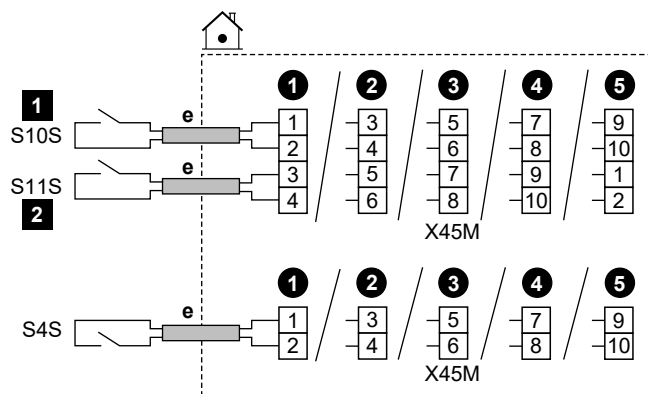 1 2 3 4 5
1
S10S e 1 3 5 7 9
2 4 6 8 10
S11S e 3 5 7 9 1
2 4 6 8 10 2
X45M
1 2 3 4 5
S4S e 1 3 5 7 9
2 4 6 8 10
X45M